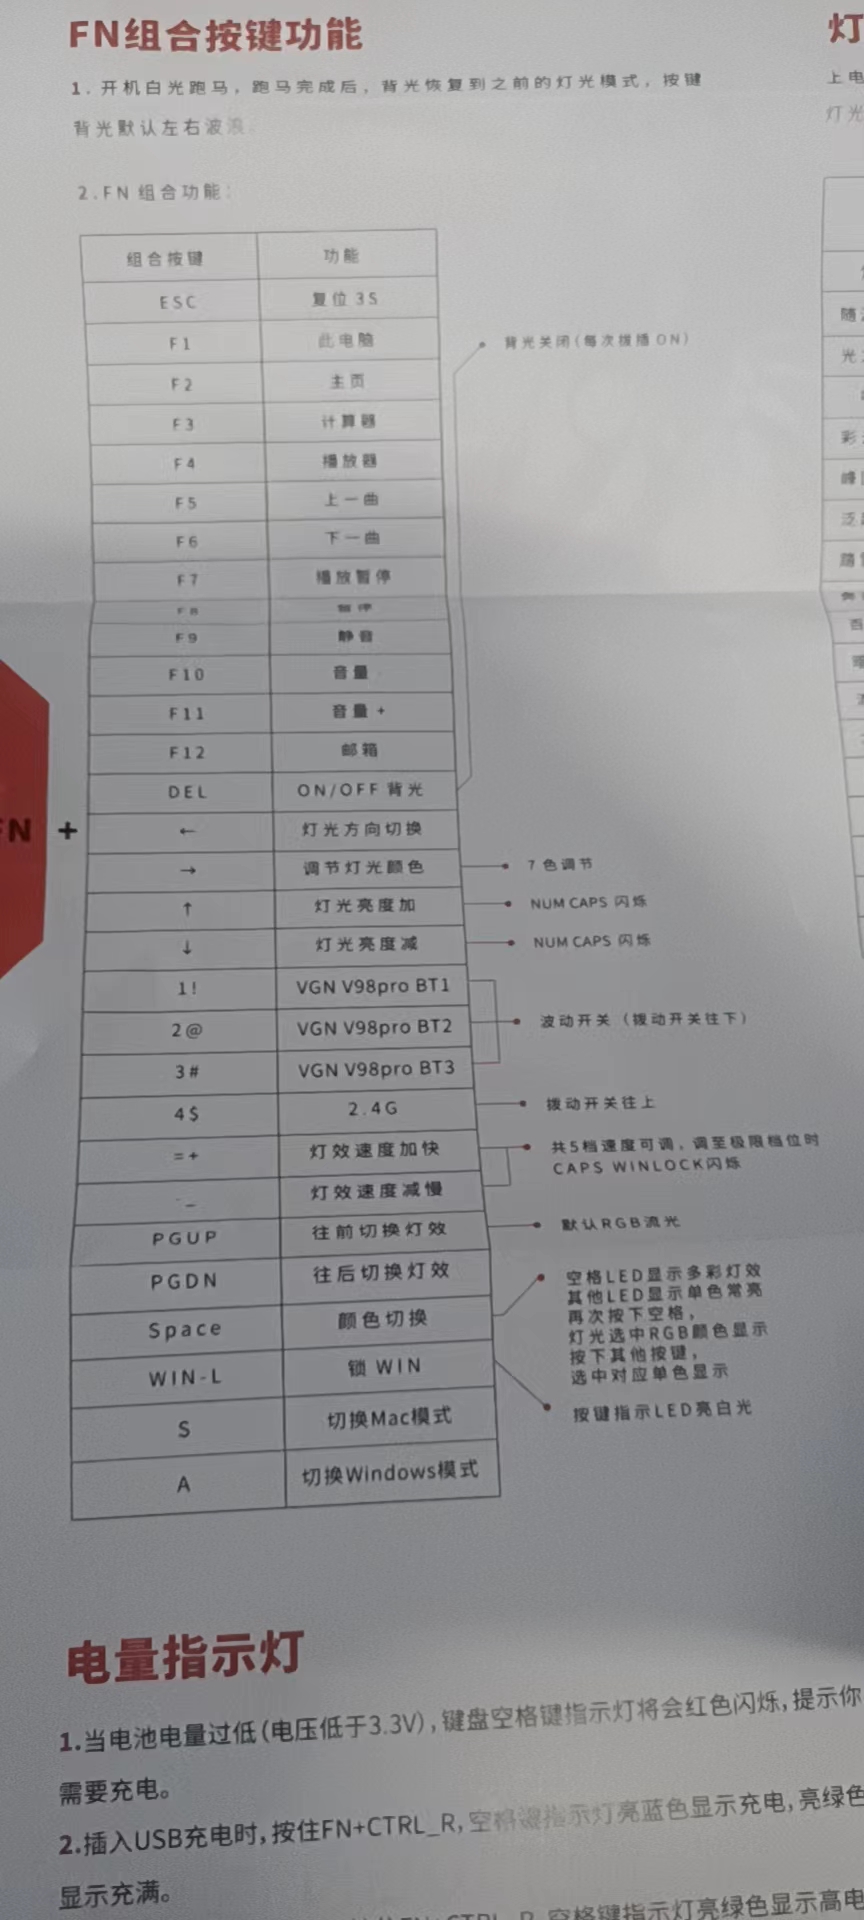 FN组合按键功能
1. 开机白光跑马，跑马完成后，背光恢复到之前的灯光模式，按键
背光默认左右波浪
2.FN 组合功能：
组合按键 功能
ESC 复位 3S
F1 此电脑
背光关闭(每次拨插 ON)
F2 主页
F3 计算器
F4 播放器
F5 上一曲
F6 下一曲
F7 播放暂停
F8 暂停
F9 静音
F10 音量
F11 音量 +
F12 邮箱
DEL ON/OFF 背光
FN +
← 灯光方向切换
→ 调节灯光颜色 7 色调节
↑ 灯光亮度加 NUM CAPS 闪烁
↓ 灯光亮度减 NUM CAPS 闪烁
1! VGN V98pro BT1
2@ VGN V98pro BT2 波动开关（拨动开关往下）
3# VGN V98pro BT3
4$ 2.4G 拨动开关往上
=+ 灯效速度加快 共5档速度可调，调至极限档位时
CAPS WINLOCK闪烁
-_ 灯效速度减慢
PGUP 往前切换灯效 默认RGB流光
PGDN 往后切换灯效
Space 颜色切换
空格LED显示多彩灯效
其他LED显示单色常亮
再次按下空格，
灯光选中RGB颜色显示
按下其他按键，
选中对应单色显示
WIN-L 锁 WIN
按键指示LED亮白光
S 切换Mac模式
A 切换Windows模式
电量指示灯
1.当电池电量过低(电压低于3.3V),键盘空格键指示灯将会红色闪烁,提示你
需要充电。
2.插入USB充电时,按住FN+CTRL_R,空格键指示灯亮蓝色显示充电,亮绿色
显示充满。
CTRL_R,空格键指示灯亮绿色显示高电
灯
上电
灯光
随
光
彩
峰
泛
踏